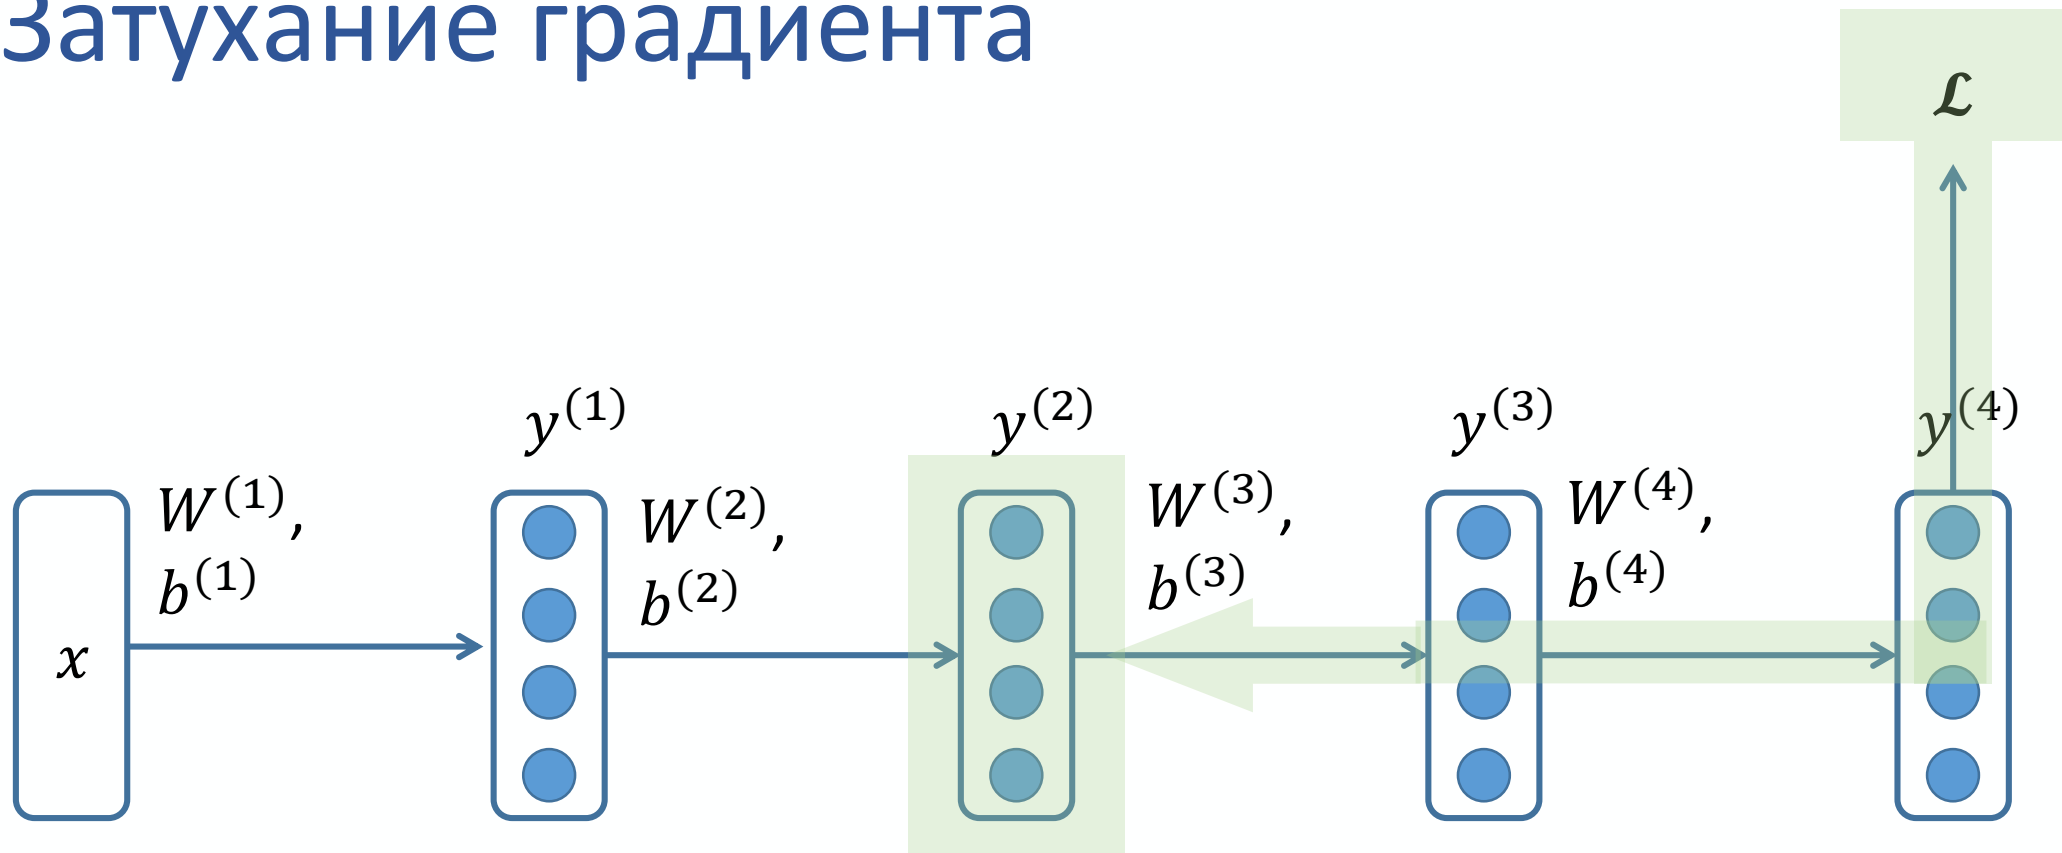 Затухание градиента
ℒ
y^(1)
y^(2)
y^(3)
y^(4)
W^(1),
b^(1)
W^(2),
b^(2)
W^(3),
b^(3)
W^(4),
b^(4)
x